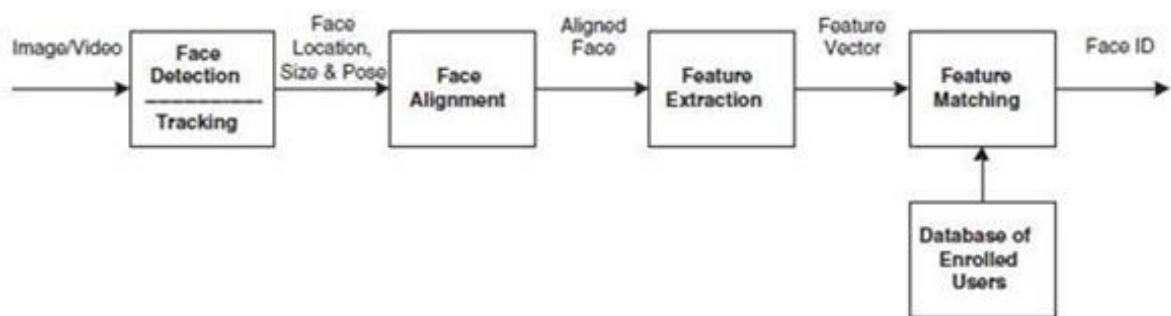 Image/Video
Face
Detection
Tracking
Face
Location,
Size & Pose
Face
Alignment
Aligned
Face
Feature
Extraction
Feature
Vector
Feature
Matching
Face ID
Database of
Enrolled
Users